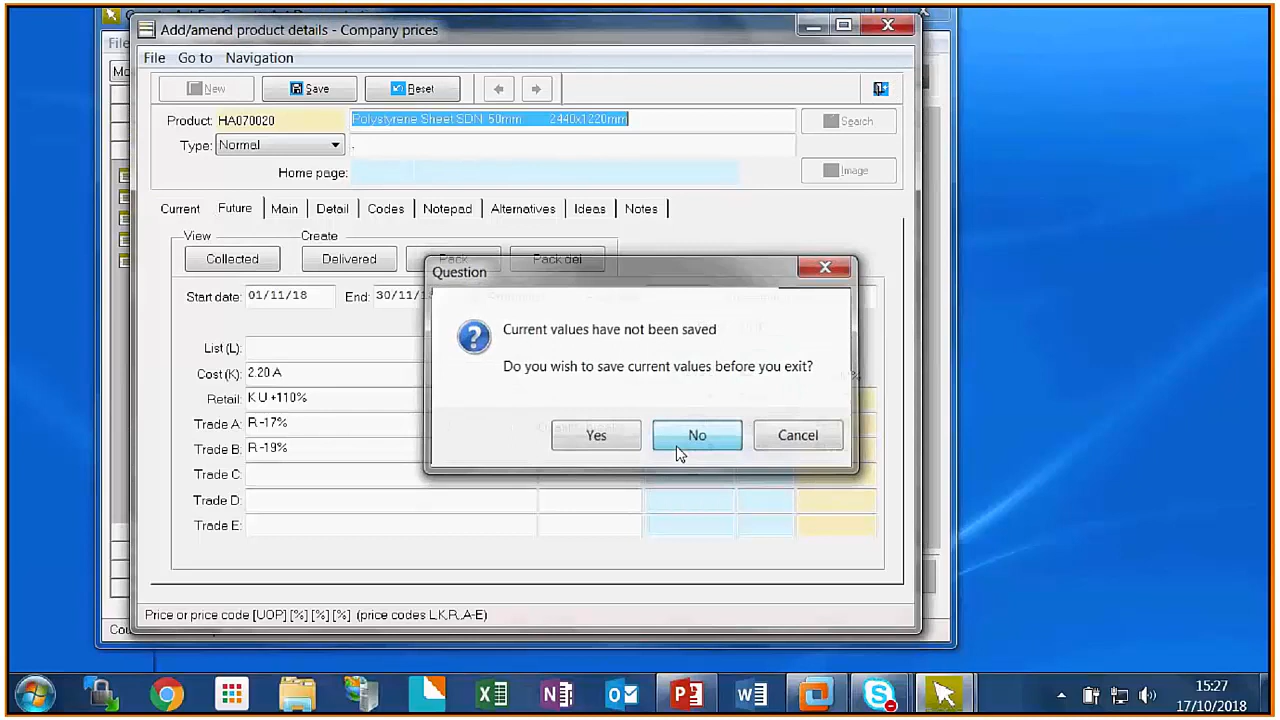 Add/amend product details - Company prices
File Go to Navigation
New Save Reset
Product: HA070020 Polystyrene Sheet SDN 50mm 2440x1220mm Search
Type: Normal .
Home page: Image
Current Future Main Detail Codes Notepad Alternatives Ideas Notes
View Create
Collected Delivered Pack Pack del
Question
Start date: 01/11/18 End: 30/11/1
Current values have not been saved
List (L):
Do you wish to save current values before you exit?
Cost (K): 2.20 A
Retail: K U +110%
Trade A: R -17%
Yes No Cancel
Trade B: R -19%
Trade C:
Trade D:
Trade E:
Price or price code [UOP] [%] [%] [%] (price codes L,K,R,A-E)
15:27
17/10/2018